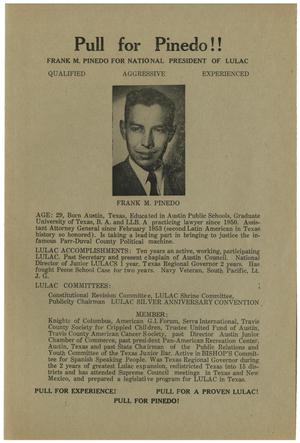 Pull for Pinedo!!
FRANK M. PINEDO FOR NATIONAL PRESIDENT OF LULAC
QUALIFIED AGGRESSIVE EXPERIENCED
FRANK M. PINEDO
AGE: 29, Born Austin, Texas, Educated in Austin Public Schools, Graduate
University of Texas, B. A. and LLB. A practicing lawyer since 1950. Assis-
tant Attorney General since February 1953 (second Latin American in Texas
history so honored). Is taking a leading part in bringing to justice the in-
famous Parr-Duval County Political machine.
LULAC ACCOMPLISHMENTS: Ten years an active, working, participating
LULAC. Past Secretary and present chaplain of Austin Council. National
Director of Junior LULACS 1 year. Texas Regional Governor 2 years. Has
fought Pecos School Case for two years. Navy Veteran, South Pacific, Lt.
J. G.
LULAC COMMITTEES:
Constitutional Revision Committee, LULAC Shrine Committee,
Publicity Chairman LULAC SILVER ANNIVERSARY CONVENTION
MEMBER:
Knights of Columbus, American G.I Forum, Serra International, Travis
County Society for Crippled Children, Trustee United Fund of Austin,
Travis County American Cancer Society, past Director Austin Junior
Chamber of Commerce, past president Pan-American Recreation Center,
Austin, Texas and past State Chairman of the Public Relations and
Youth Committee of the Texas Junior Bar. Active in BISHOP'S Commit-
tee for Spanish Speaking People. Was Texas Regional Governor during
the 2 years of greatest Lulac expansion, redistricted Texas into 15 dis-
tricts and has attended Supreme Council meetings in Texas and New
Mexico, and prepared a legislative program for LULAC in Texas.
PULL FOR EXPERIENCE! PULL FOR A PROVEN LULAC!
PULL FOR PINEDO!